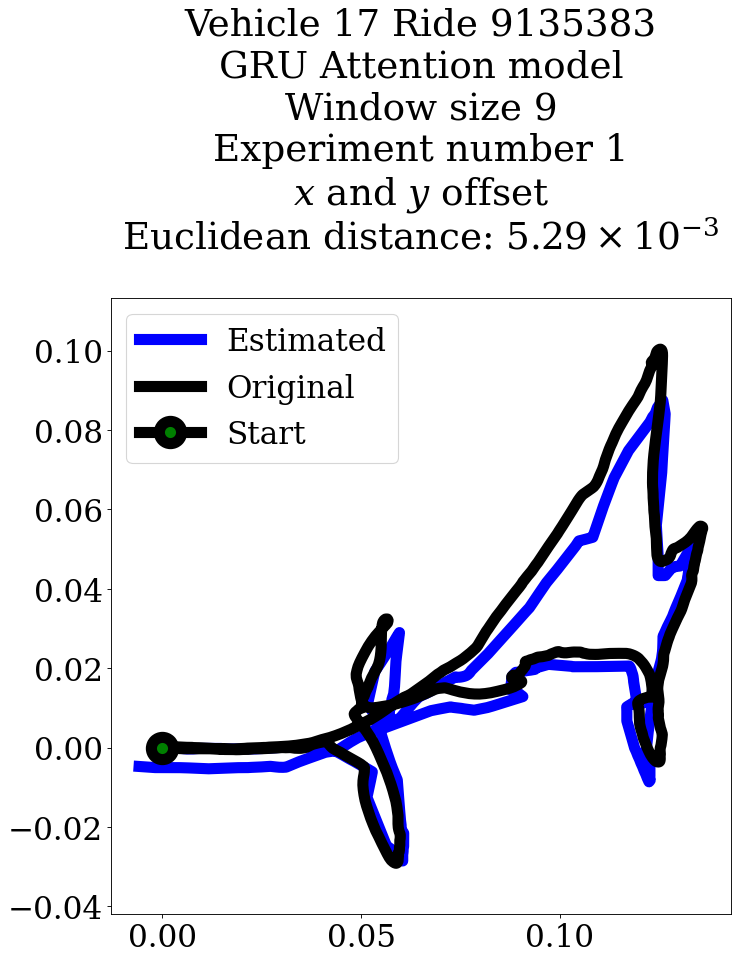 Vehicle 17 Ride 9135383
GRU Attention model
Window size 9
Experiment number 1
x and y offset
Euclidean distance: 5.29 × 10⁻³
Estimated
Original
Start
0.10
0.08
0.06
0.04
0.02
0.00
−0.02
−0.04
0.00 0.05 0.10